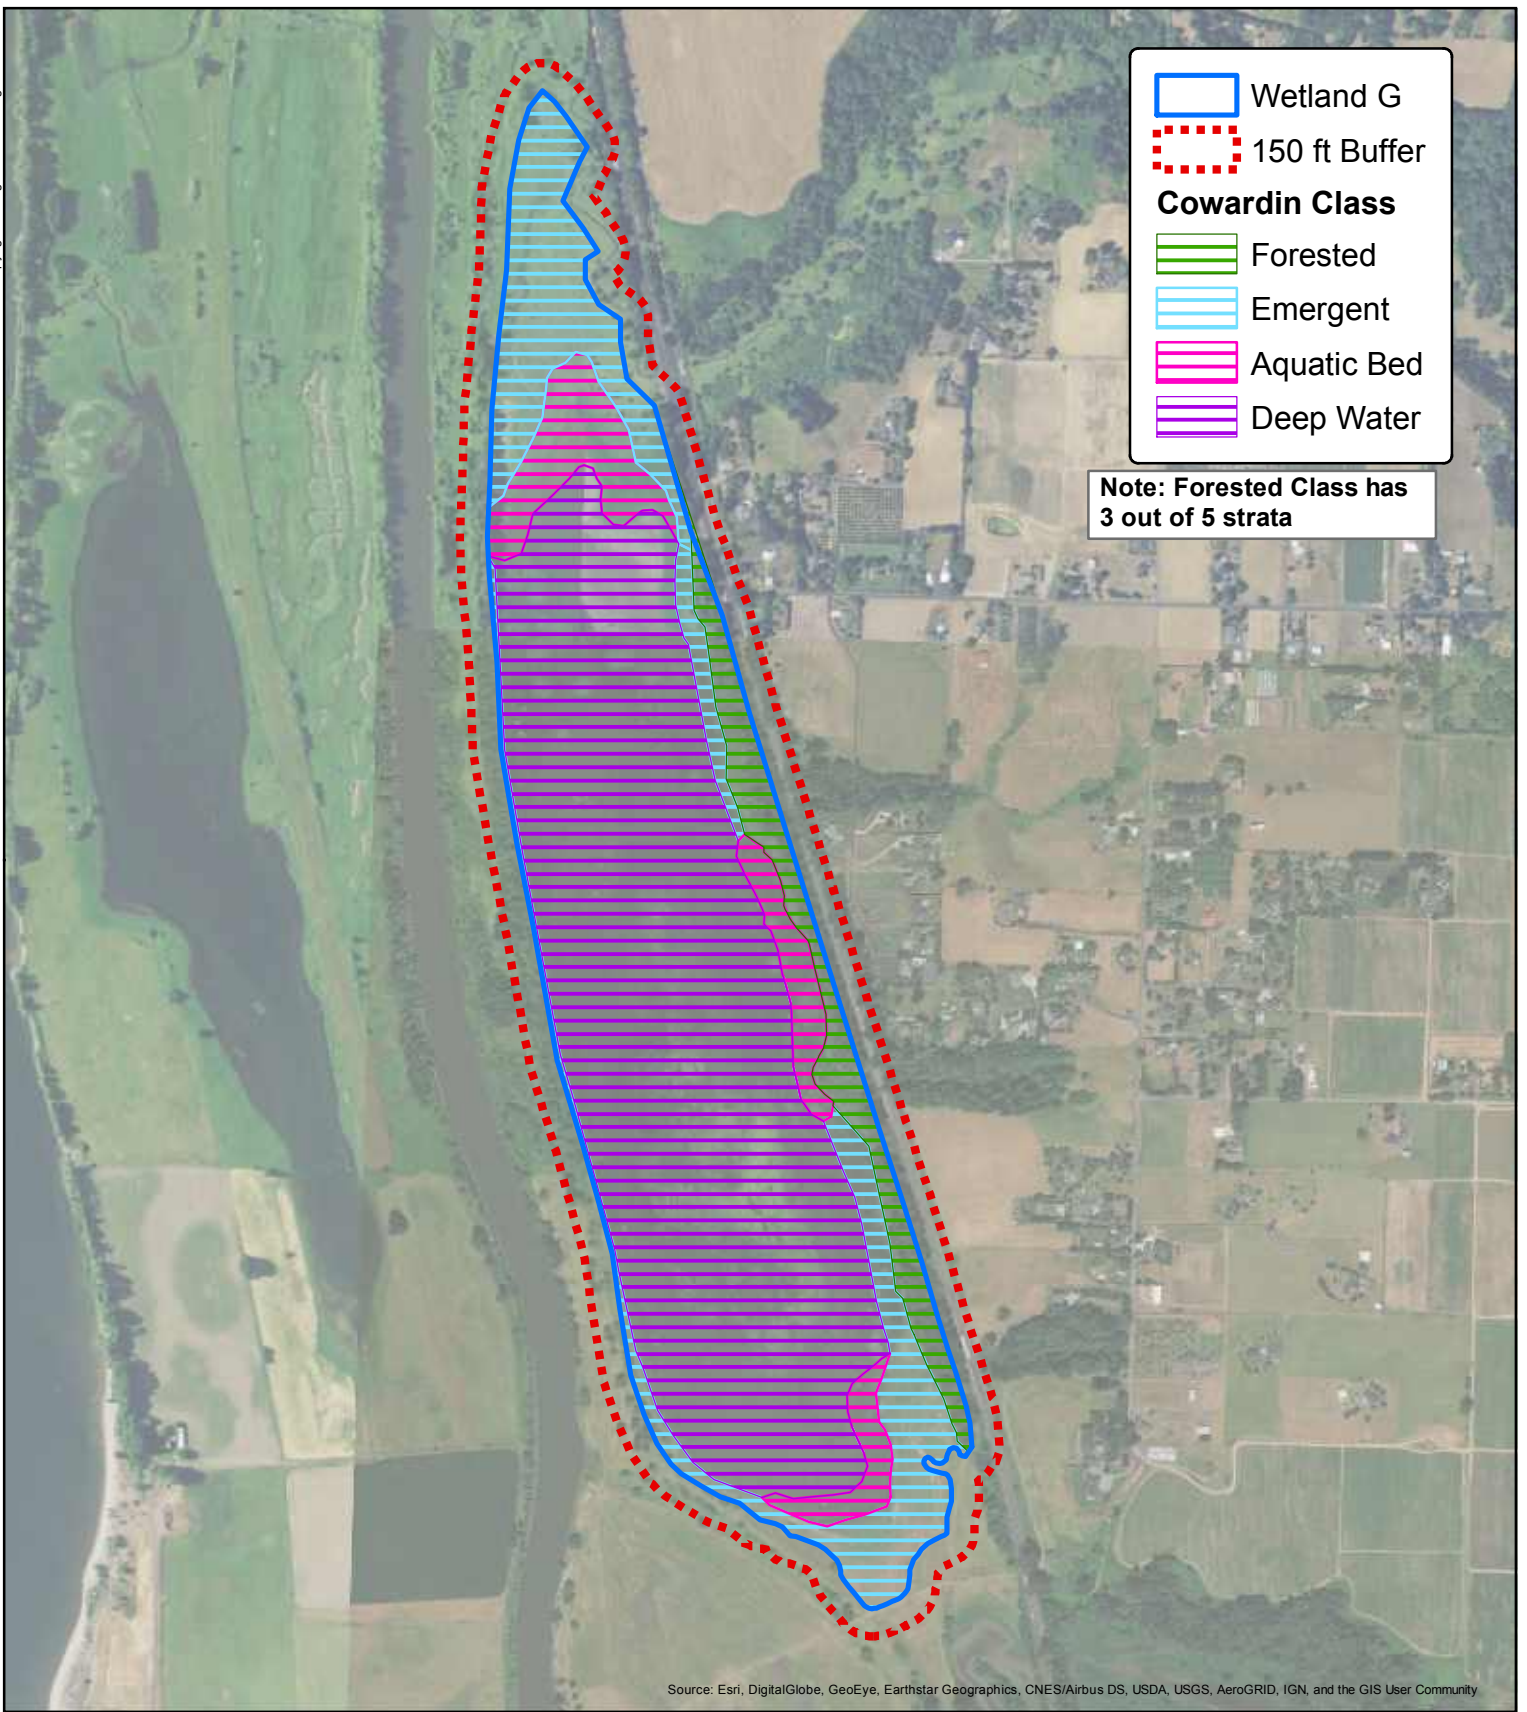 Wetland G
150 ft Buffer
Cowardin Class
Forested
Emergent
Aquatic Bed
Deep Water
Note: Forested Class has
3 out of 5 strata
Source: Esri, DigitalGlobe, GeoEye, Earthstar Geographics, CNES/Airbus DS, USDA, USGS, AeroGRID, IGN, and the GIS User Community